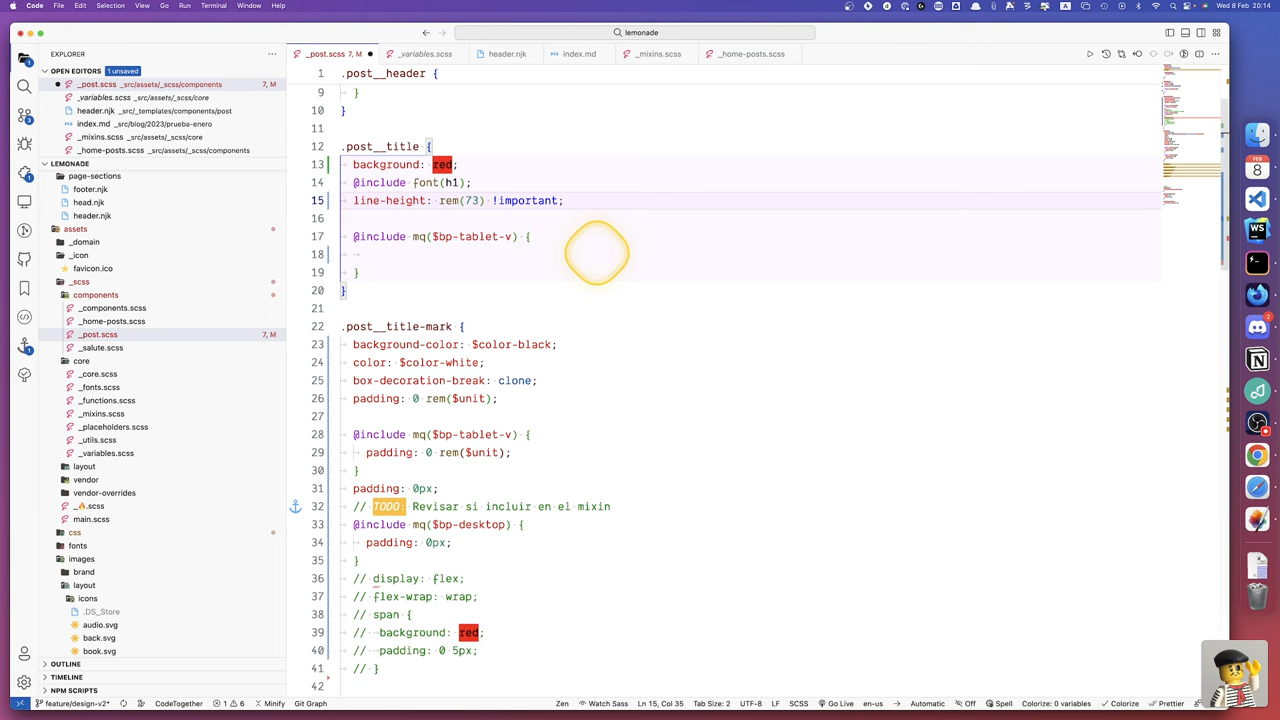 Code File Edit Selection View Go Run Terminal Window Help
Wed 8 Feb 20:14
lemonade
EXPLORER
OPEN EDITORS 1 unsaved
_post.scss _src/assets/_scss/components 7, M
_variables.scss _src/assets/_scss/core
header.njk _src/_templates/components/post
index.md _src/blog/2023/prueba-enero
_mixins.scss _src/assets/_scss/core
_home-posts.scss _src/assets/_scss/components
LEMONADE
page-sections
footer.njk
head.njk
header.njk
assets
_domain
_icon
favicon.ico
_scss
components
_components.scss
_home-posts.scss
_post.scss 7, M
_salute.scss
core
_core.scss
_fonts.scss
_functions.scss
_mixins.scss
_placeholders.scss
_utils.scss
_variables.scss
layout
vendor
vendor-overrides
_🔥.scss
main.scss
css
fonts
images
brand
layout
icons
.DS_Store
audio.svg
back.svg
book.svg
OUTLINE
TIMELINE
NPM SCRIPTS
_post.scss 7, M
_variables.scss
header.njk
index.md
_mixins.scss
_home-posts.scss
1 .post__header {
9 }
10 }
11
12 .post__title {
13 background: red;
14 @include font(h1);
15 line-height: rem(73) !important;
16
17 @include mq($bp-tablet-v) {
18
19 }
20 }
21
22 .post__title-mark {
23 background-color: $color-black;
24 color: $color-white;
25 box-decoration-break: clone;
26 padding: 0 rem($unit);
27
28 @include mq($bp-tablet-v) {
29 padding: 0 rem($unit);
30 }
31 padding: 0px;
32 // TODO: Revisar si incluir en el mixin
33 @include mq($bp-desktop) {
34 padding: 0px;
35 }
36 // display: flex;
37 // flex-wrap: wrap;
38 // span {
39 // background: red;
40 // padding: 0 5px;
41 // }
42
feature/design-v2* CodeTogether 1 6 Minify Git Graph
Zen Watch Sass Ln 15, Col 35 Tab Size: 2 UTF-8 LF SCSS Go Live en-us Automatic Off Spell Colorize: 0 variables Colorize Prettier
FEB
8
WS
2